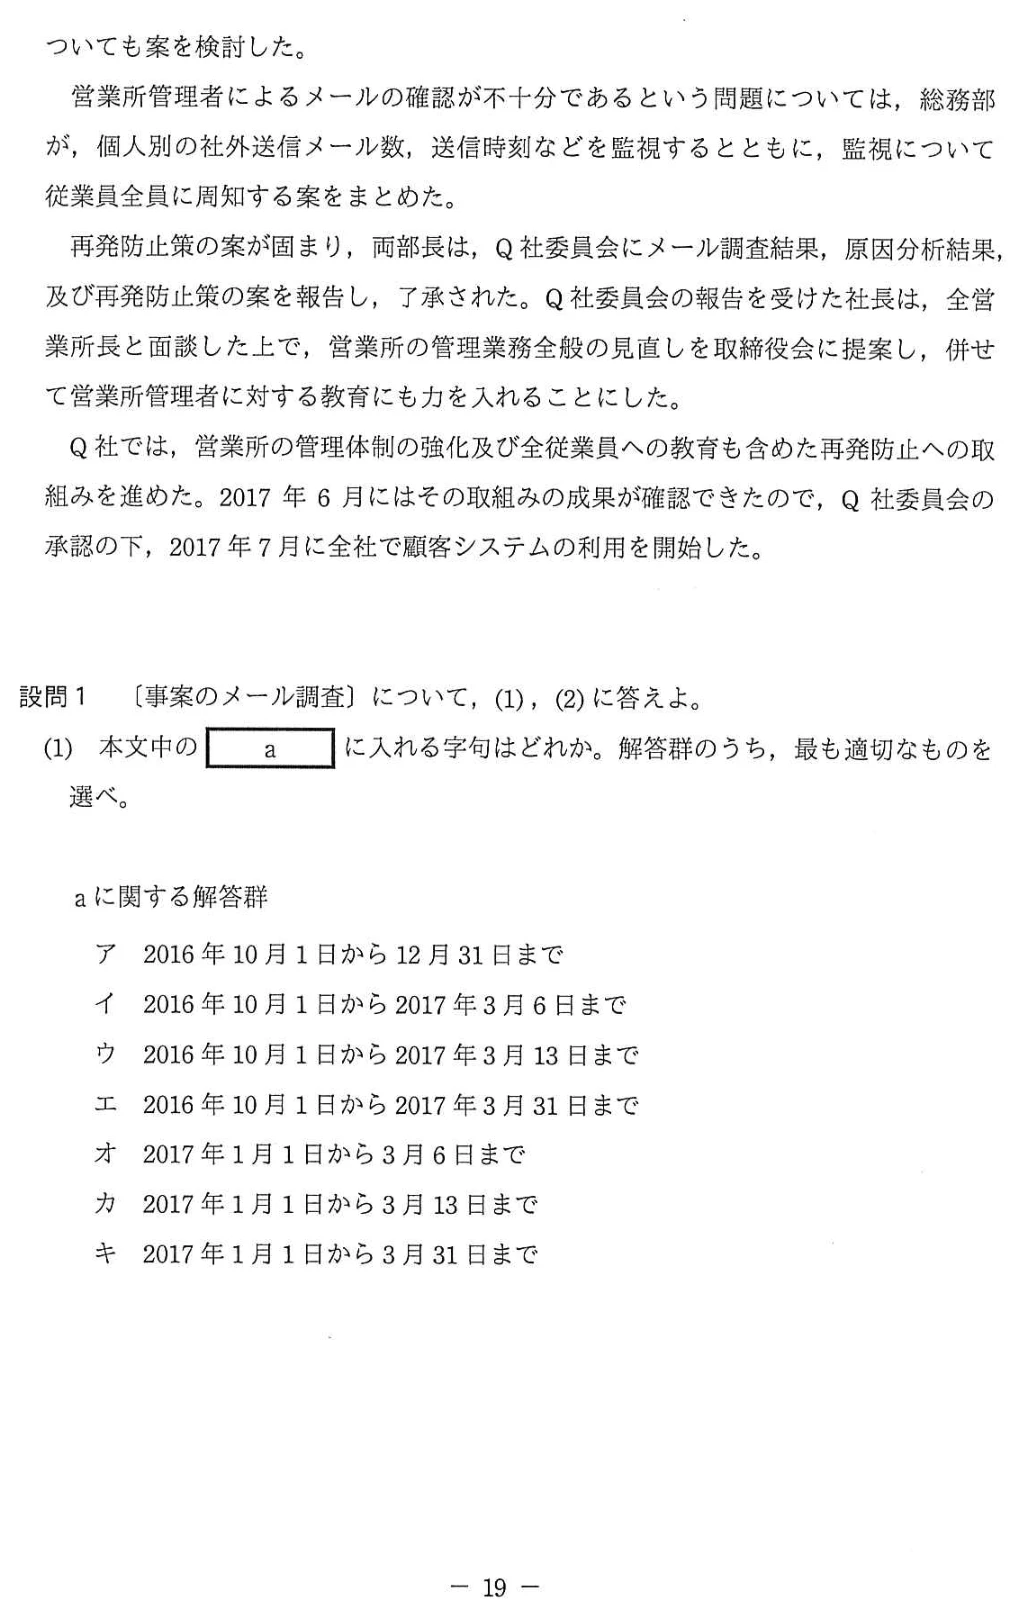 ついても案を検討した。
営業所管理者によるメールの確認が不十分であるという問題については，総務部
が，個人別の社外送信メール数，送信時刻などを監視するとともに，監視について
従業員全員に周知する案をまとめた。
再発防止策の案が固まり，両部長は，Q社委員会にメール調査結果，原因分析結果，
及び再発防止策の案を報告し，了承された。Q社委員会の報告を受けた社長は，全営
業所長と面談した上で，営業所の管理業務全般の見直しを取締役会に提案し，併せ
て営業所管理者に対する教育にも力を入れることにした。
Q社では，営業所の管理体制の強化及び全従業員への教育も含めた再発防止への取
組みを進めた。2017年6月にはその取組みの成果が確認できたので，Q社委員会の
承認の下，2017年7月に全社で顧客システムの利用を開始した。
設問1 〔事案のメール調査〕について，(1)，(2)に答えよ。
(1) 本文中の a に入れる字句はどれか。解答群のうち，最も適切なものを
選べ。
aに関する解答群
ア 2016年10月1日から12月31日まで
イ 2016年10月1日から2017年3月6日まで
ウ 2016年10月1日から2017年3月13日まで
エ 2016年10月1日から2017年3月31日まで
オ 2017年1月1日から3月6日まで
カ 2017年1月1日から3月13日まで
キ 2017年1月1日から3月31日まで
－ 19 －